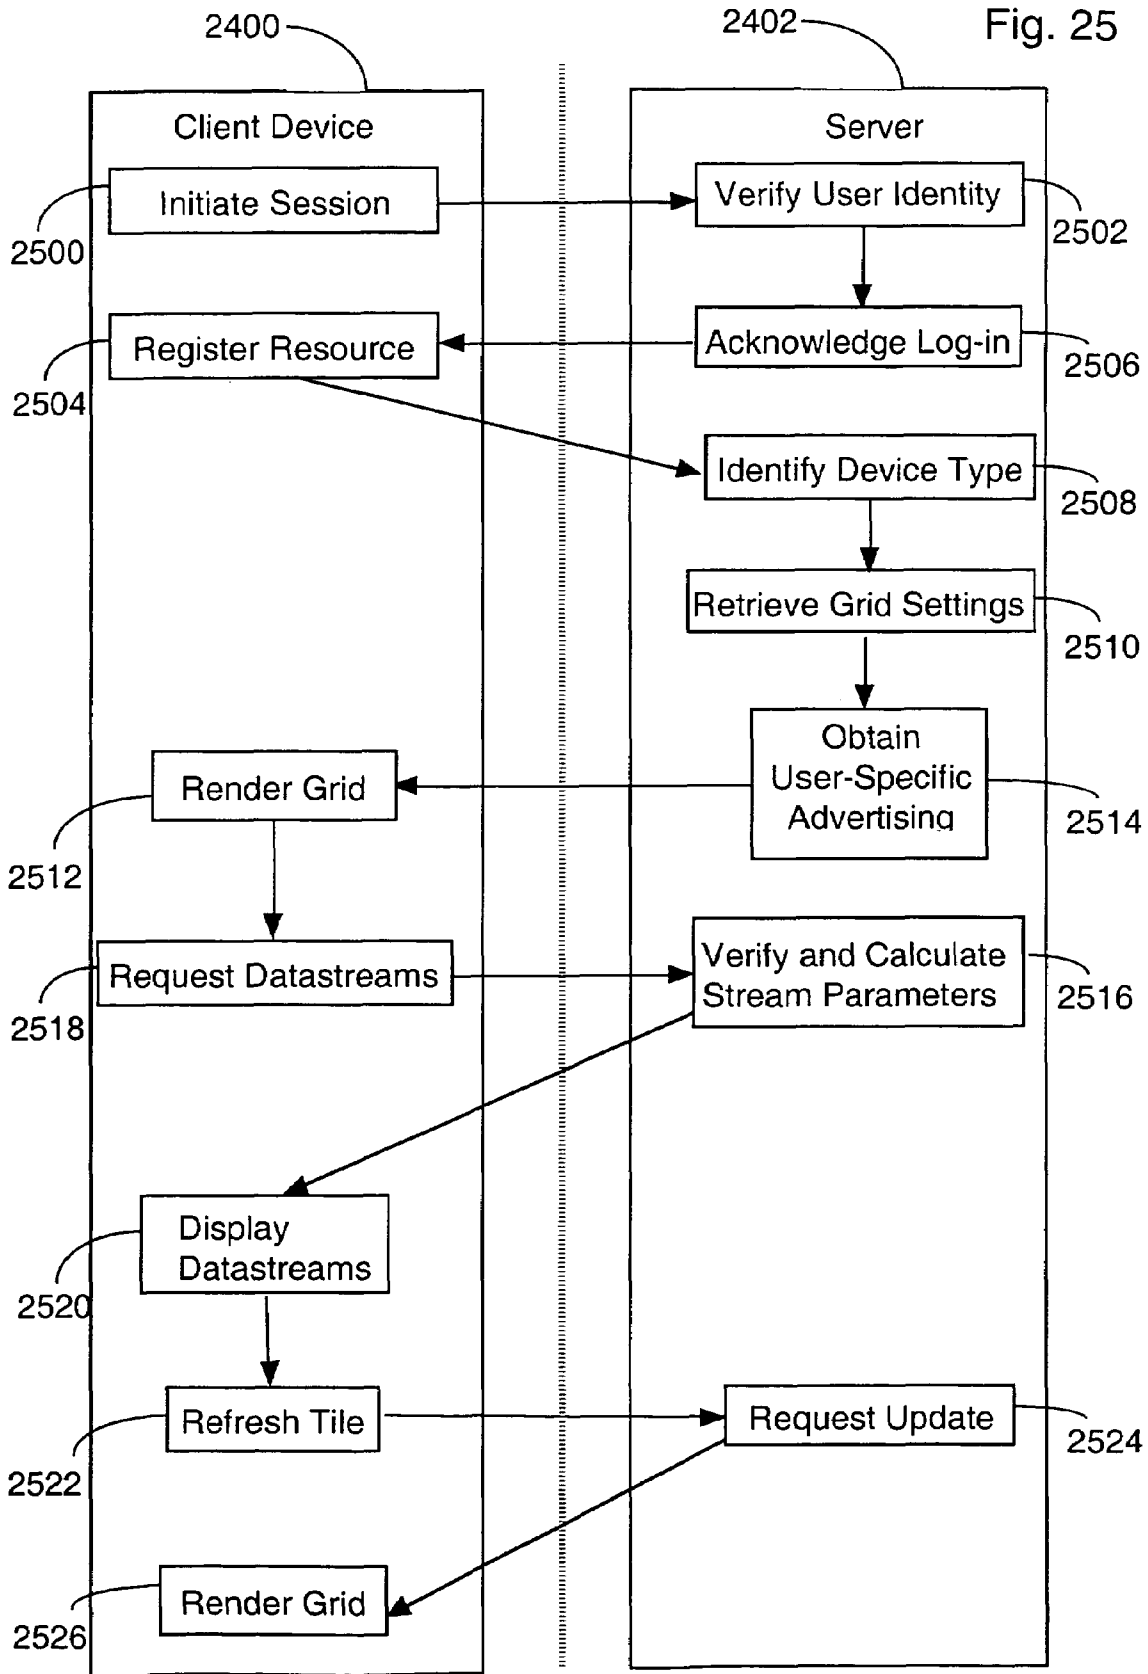 2400
2402
Fig. 25
Client Device
Server
Initiate Session
Verify User Identity
2500
2502
Register Resource
Acknowledge Log-in
2504
2506
Identify Device Type
2508
Retrieve Grid Settings
2510
Obtain
User-Specific
Advertising
2514
Render Grid
2512
Request Datastreams
Verify and Calculate
Stream Parameters
2518
2516
Display
Datastreams
2520
Refresh Tile
Request Update
2522
2524
Render Grid
2526